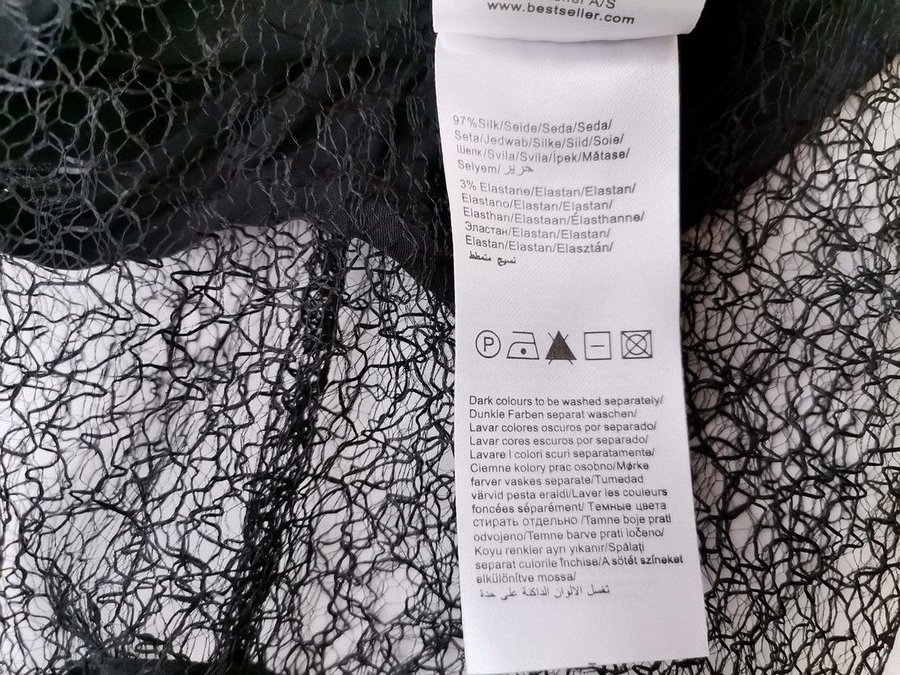 www.bestseller.com
97%Silk/Seide/Seda/Seda/
Seta/Jedwab/Silke/Siid/Soie/
Шелк/Svila/Svila/İpek/Mătase/
Selyem/ حرير
3% Elastane/Elastan/Elastan/
Elastano/Elastan/Elastan/
Elasthan/Elastaan/Élasthanne/
Эластан/Elastan/Elastan/
Elastan/Elastan/Elasztán/
نسيج متمطط
P
Dark colours to be washed separately/
Dunkle Farben separat waschen/
Lavar colores oscuros por separado/
Lavar cores escuros por separado/
Lavare I colori scuri separatamente/
Ciemne kolory prac osobno/Mørke
farver vaskes separate/Tumedad
värvid pesta eraldi/Laver les couleurs
foncées séparément/ Темные цвета
стирать отдельно /Tamne boje prati
odvojeno/Temne barve prati ločeno/
Koyu renkler ayrı yıkanır/Spălați
separat culorile închise/A sötét színeket
elkülönítve mossa/
تغسل الالوان الداكنة على حدة